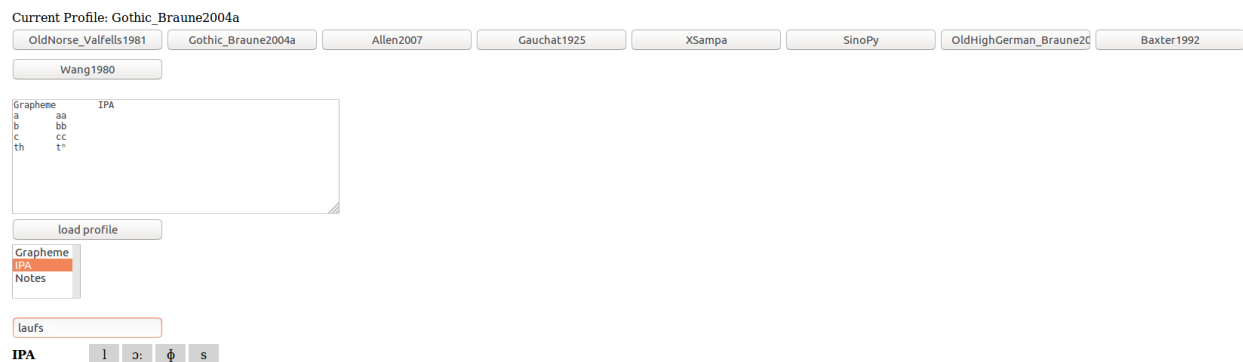 Current Profile: Gothic_Braune2004a
OldNorse_Valfells1981 Gothic_Braune2004a Allen2007 Gauchat1925 XSampa SinoPy OldHighGerman_Braune20 Baxter1992
Wang1980
Grapheme IPA
a aa
b bb
c cc
th tʰ
load profile
Grapheme
IPA
Notes
laufs
IPA l ɔː ɸ s